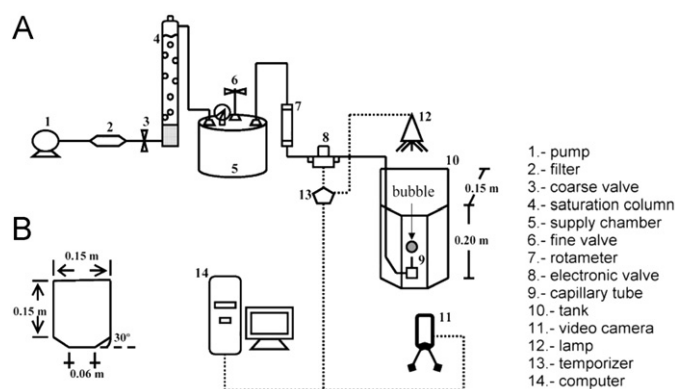 A
4
6
1
2
3
5
7
8
12
13
10
0.15 m
bubble
0.20 m
9
B
0.15 m
0.15 m
30°
0.06 m
14
11
1.- pump
2.- filter
3.- coarse valve
4.- saturation column
5.- supply chamber
6.- fine valve
7.- rotameter
8.- electronic valve
9.- capillary tube
10.- tank
11.- video camera
12.- lamp
13.- temporizer
14.- computer